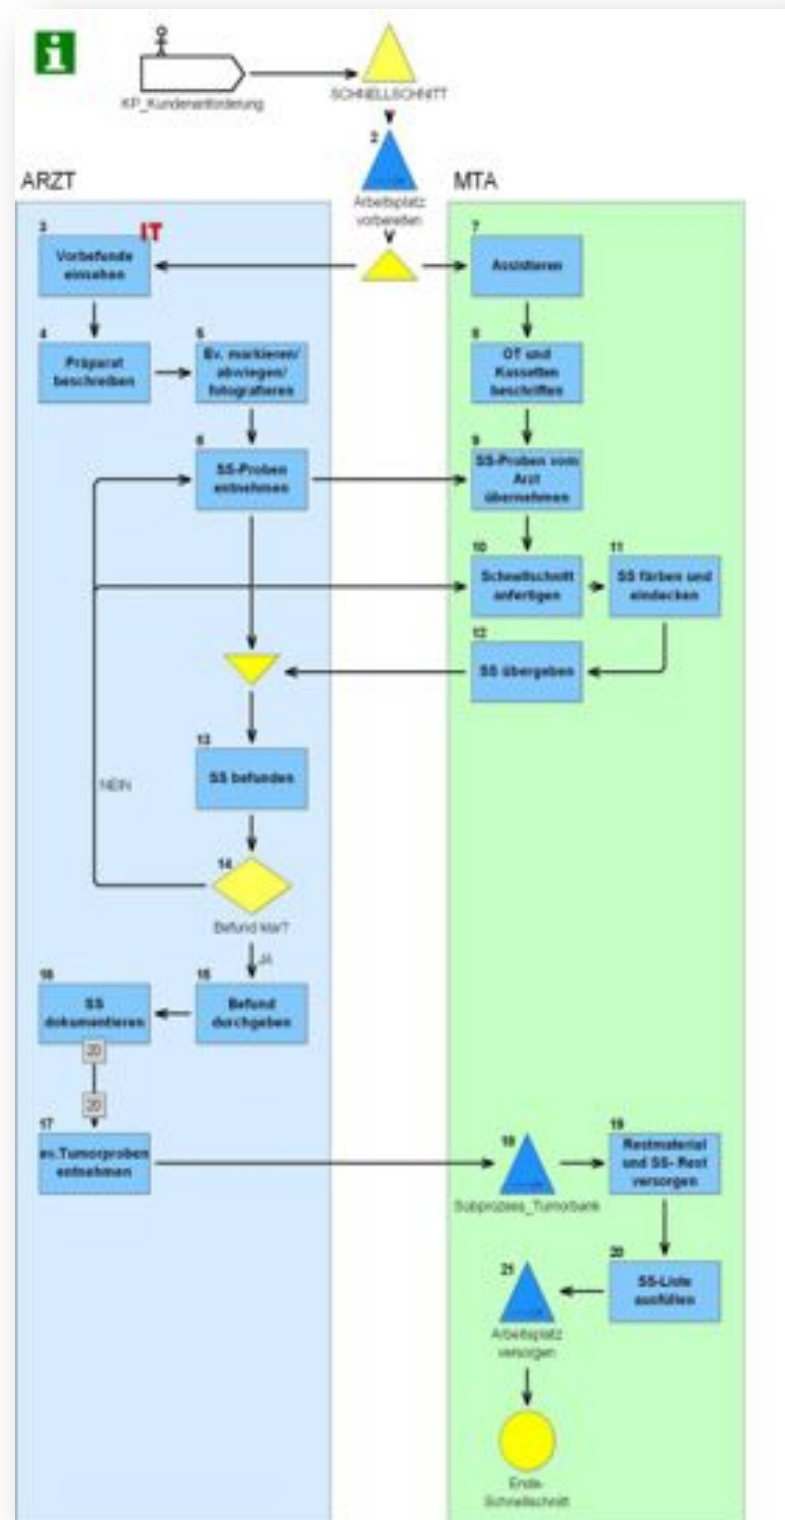 i
KP_Kundenanforderung
SCHNELLSCHNITT
2
Arbeitsplatz
vorbereiten
ARZT
MTA
3
IT
Vorbefunde
einsehen
7
Assistieren
4
Präparat
beschreiben
5
Ev. markieren/
abwiegen/
fotografieren
8
OT und
Kassetten
beschriften
6
SS-Proben
entnehmen
9
SS-Proben vom
Arzt
übernehmen
10
Schnellschnitt
anfertigen
11
SS färben und
eindecken
12
SS übergeben
13
SS befunden
NEIN
14
Befund klar?
JA
16
SS
dokumentieren
15
Befund
durchgeben
20
20
17
ev.Tumorproben
entnehmen
18
Subprozess_Tumorbank
19
Restmaterial
und SS- Rest
versorgen
20
SS-Liste
ausfüllen
21
Arbeitsplatz
versorgen
Ende-
Schnellschnitt